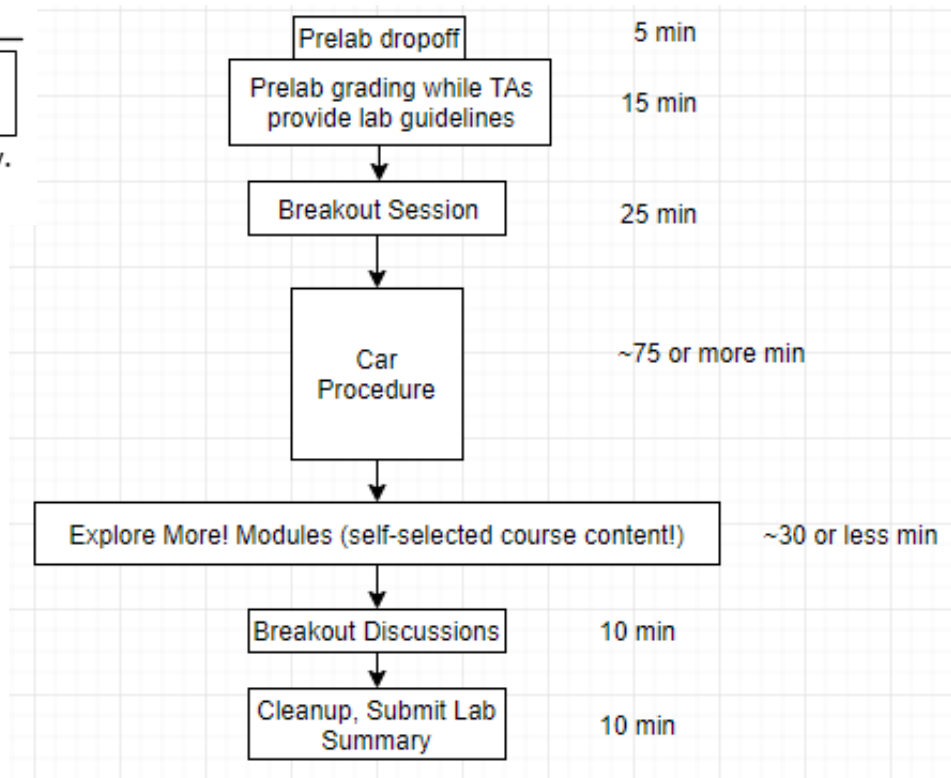 Prelab dropoff
5 min
Prelab grading while TAs
provide lab guidelines
15 min
Breakout Session
25 min
Car
Procedure
~75 or more min
Explore More! Modules (self-selected course content!)
~30 or less min
Breakout Discussions
10 min
Cleanup, Submit Lab
Summary
10 min